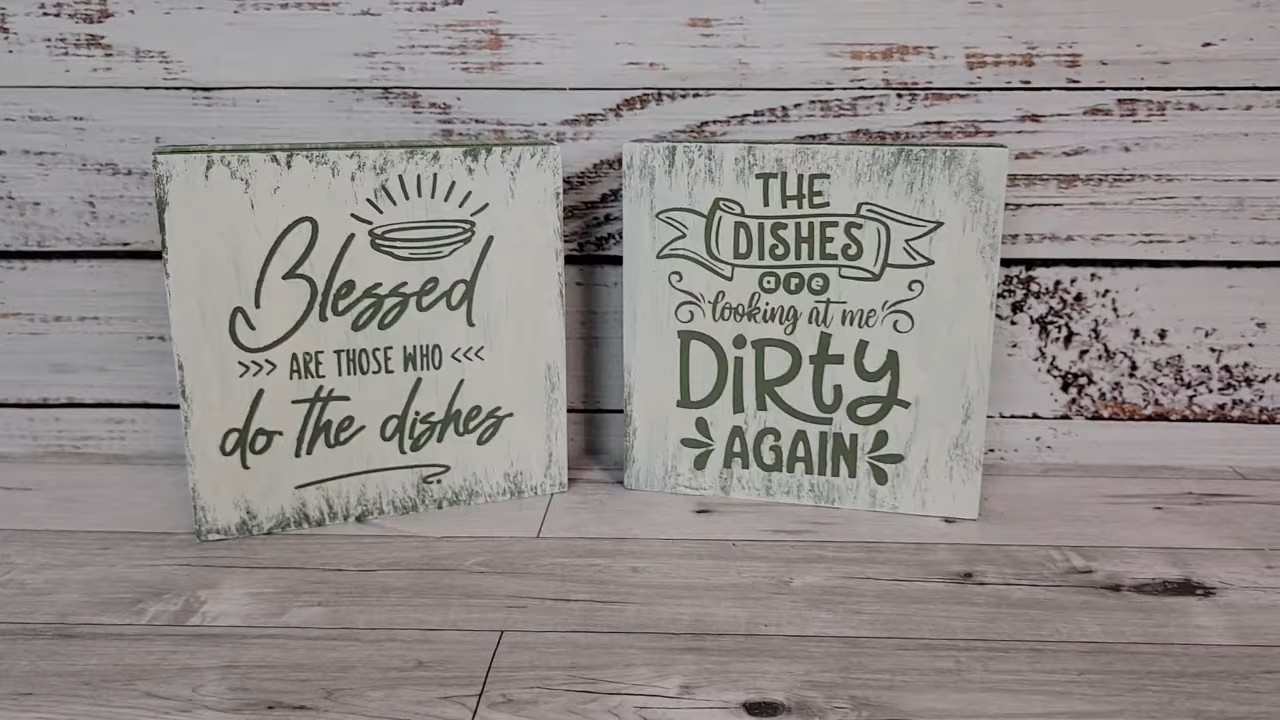 Blessed
>>> ARE THOSE WHO <<<
do the dishes
THE
DISHES
are
looking at me
DiRty
AGAIN